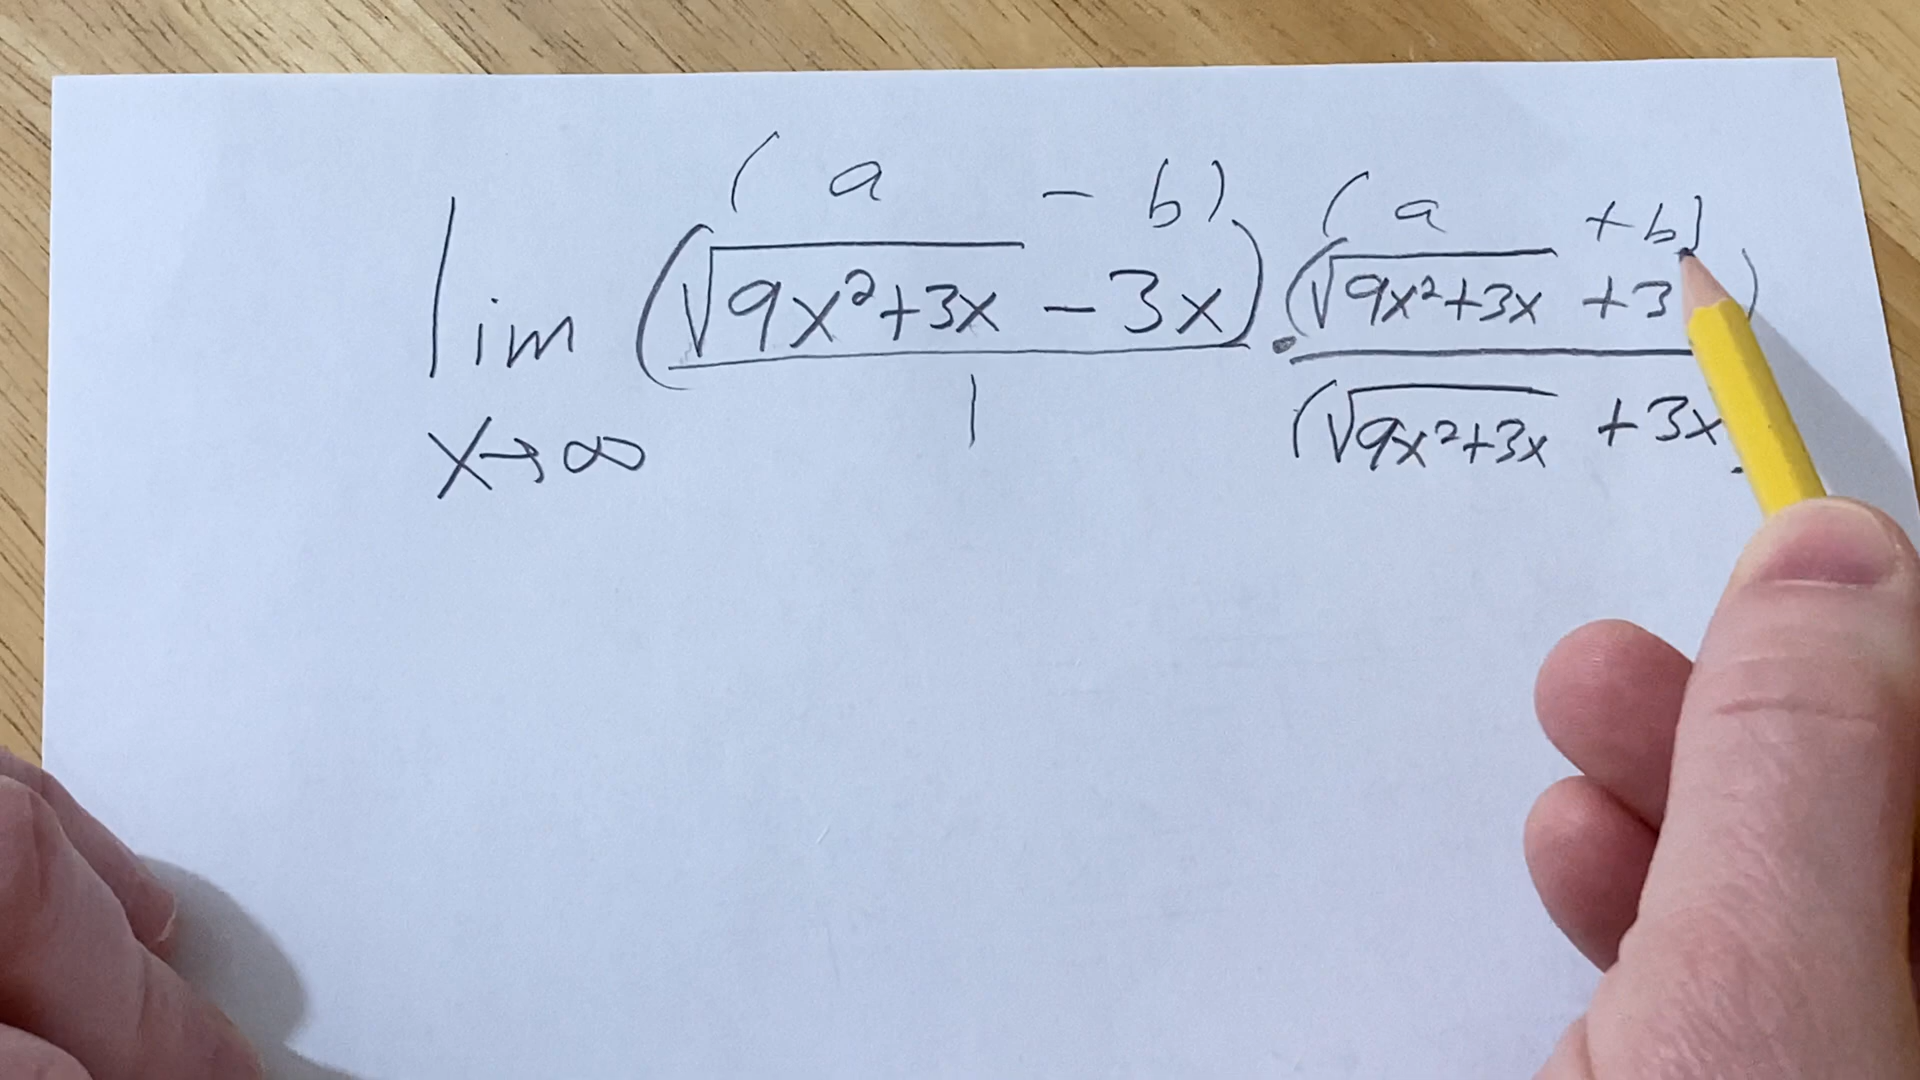 (a - b) (a + b)
lim (√9x²+3x - 3x) · (√9x²+3x + 3 )
1 (√9x²+3x + 3x
x→∞